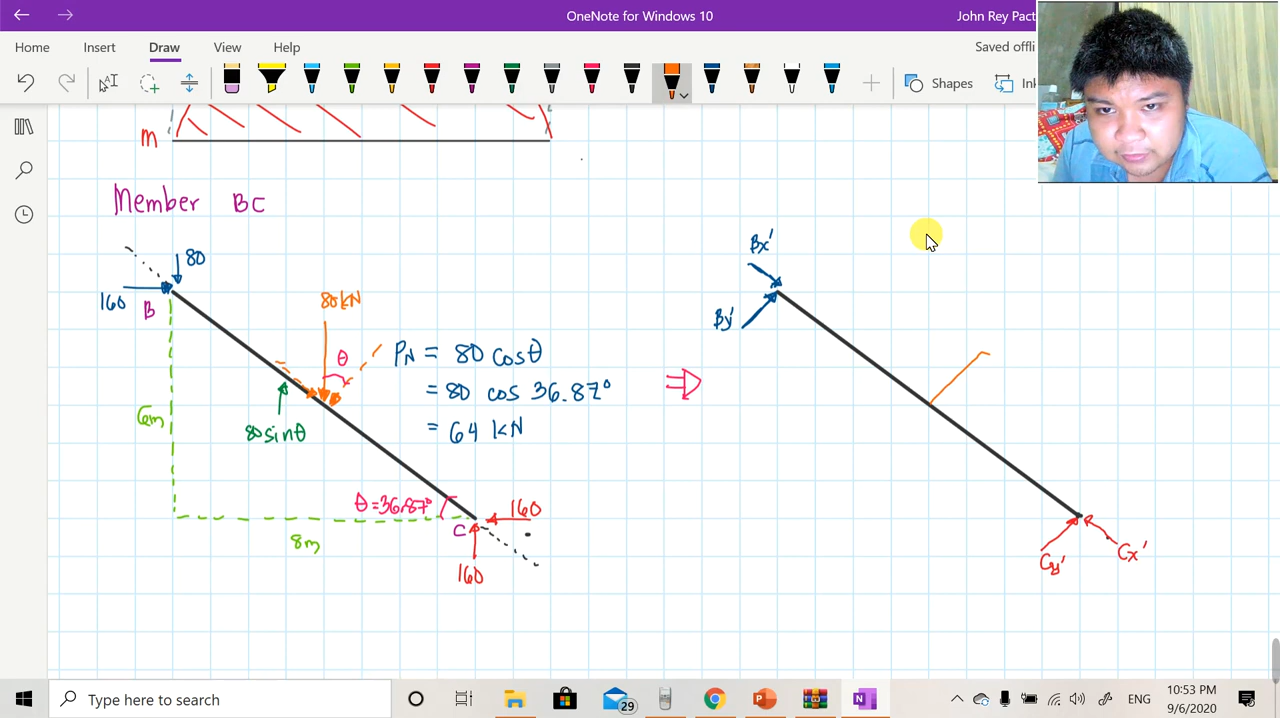 OneNote for Windows 10
John Rey Pact
Home
Insert
Draw
View
Help
Saved offli
Shapes
Ink
m
Member BC
80
160
B
80kN
θ
PN = 80 cosθ
= 80 cos 36.87°
= 64 kN
80sinθ
6m
θ=36.87°
C
160
160
8m
Bx'
By'
Cy'
Cx'
Type here to search
29
ENG
10:53 PM
9/6/2020